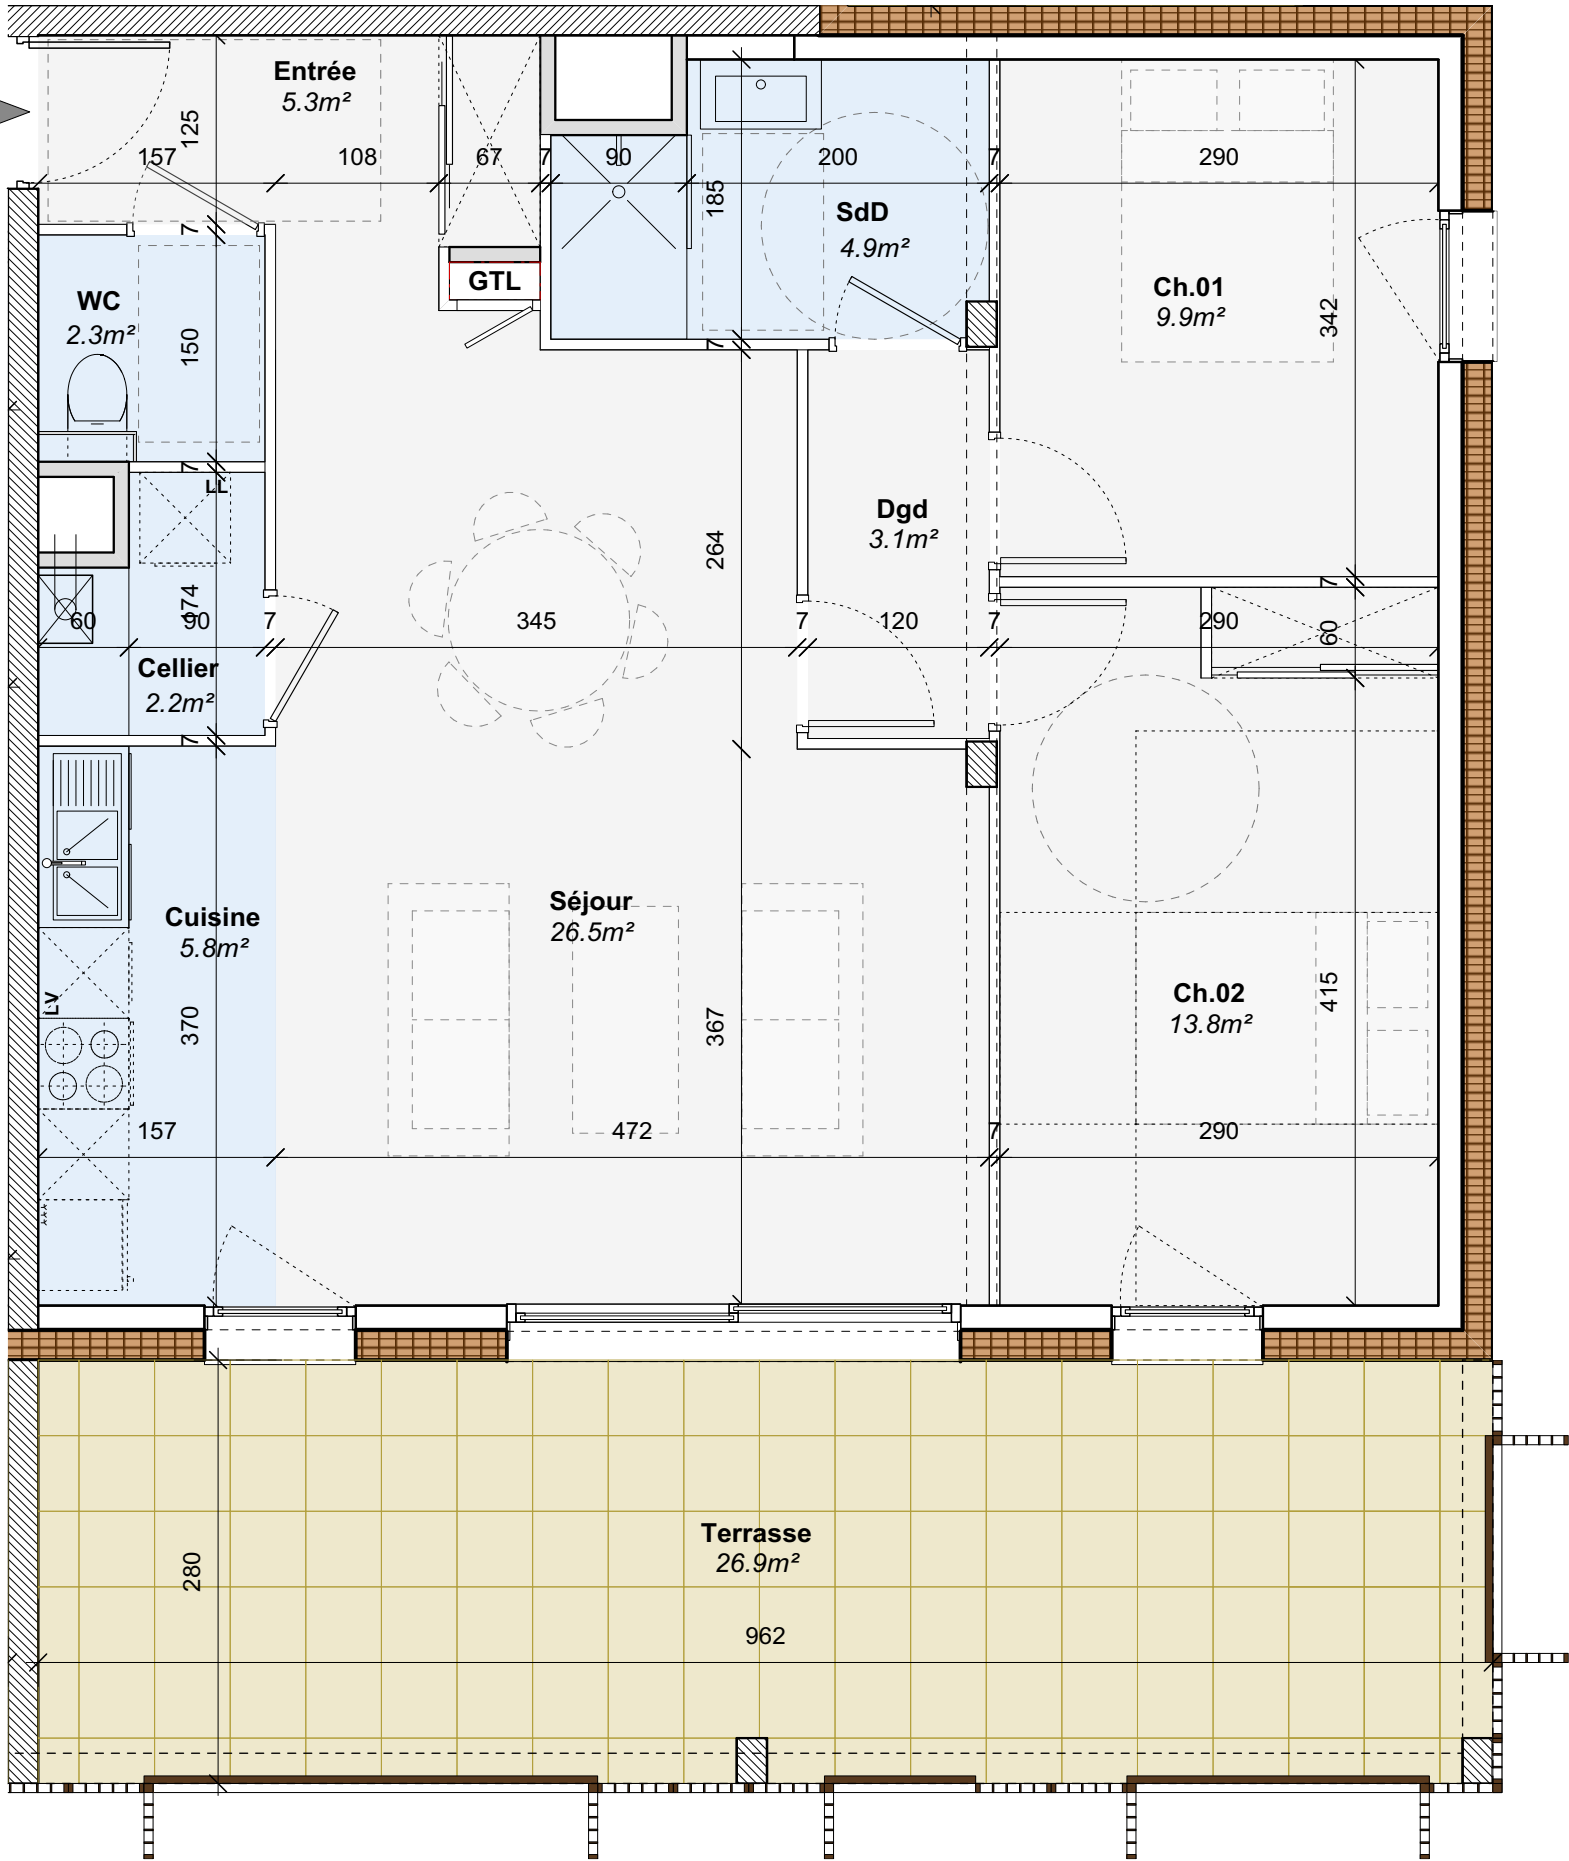 Entrée
5.3m²
125
157
108
67
7
90
200
7
290
185
SdD
4.9m²
7
GTL
WC
2.3m²
150
Ch.01
9.9m²
342
7
7
LL
Dgd
3.1m²
264
174
60
90
7
345
7
120
7
290
7
60
Cellier
2.2m²
7
Cuisine
5.8m²
Séjour
26.5m²
LV
370
367
Ch.02
13.8m²
415
157
472
7
290
Terrasse
26.9m²
280
962